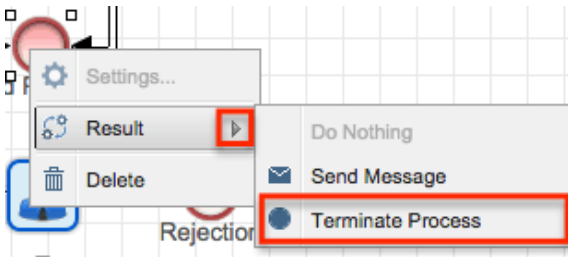 Settings...
Result
Do Nothing
Delete
Send Message
Terminate Process
Rejection